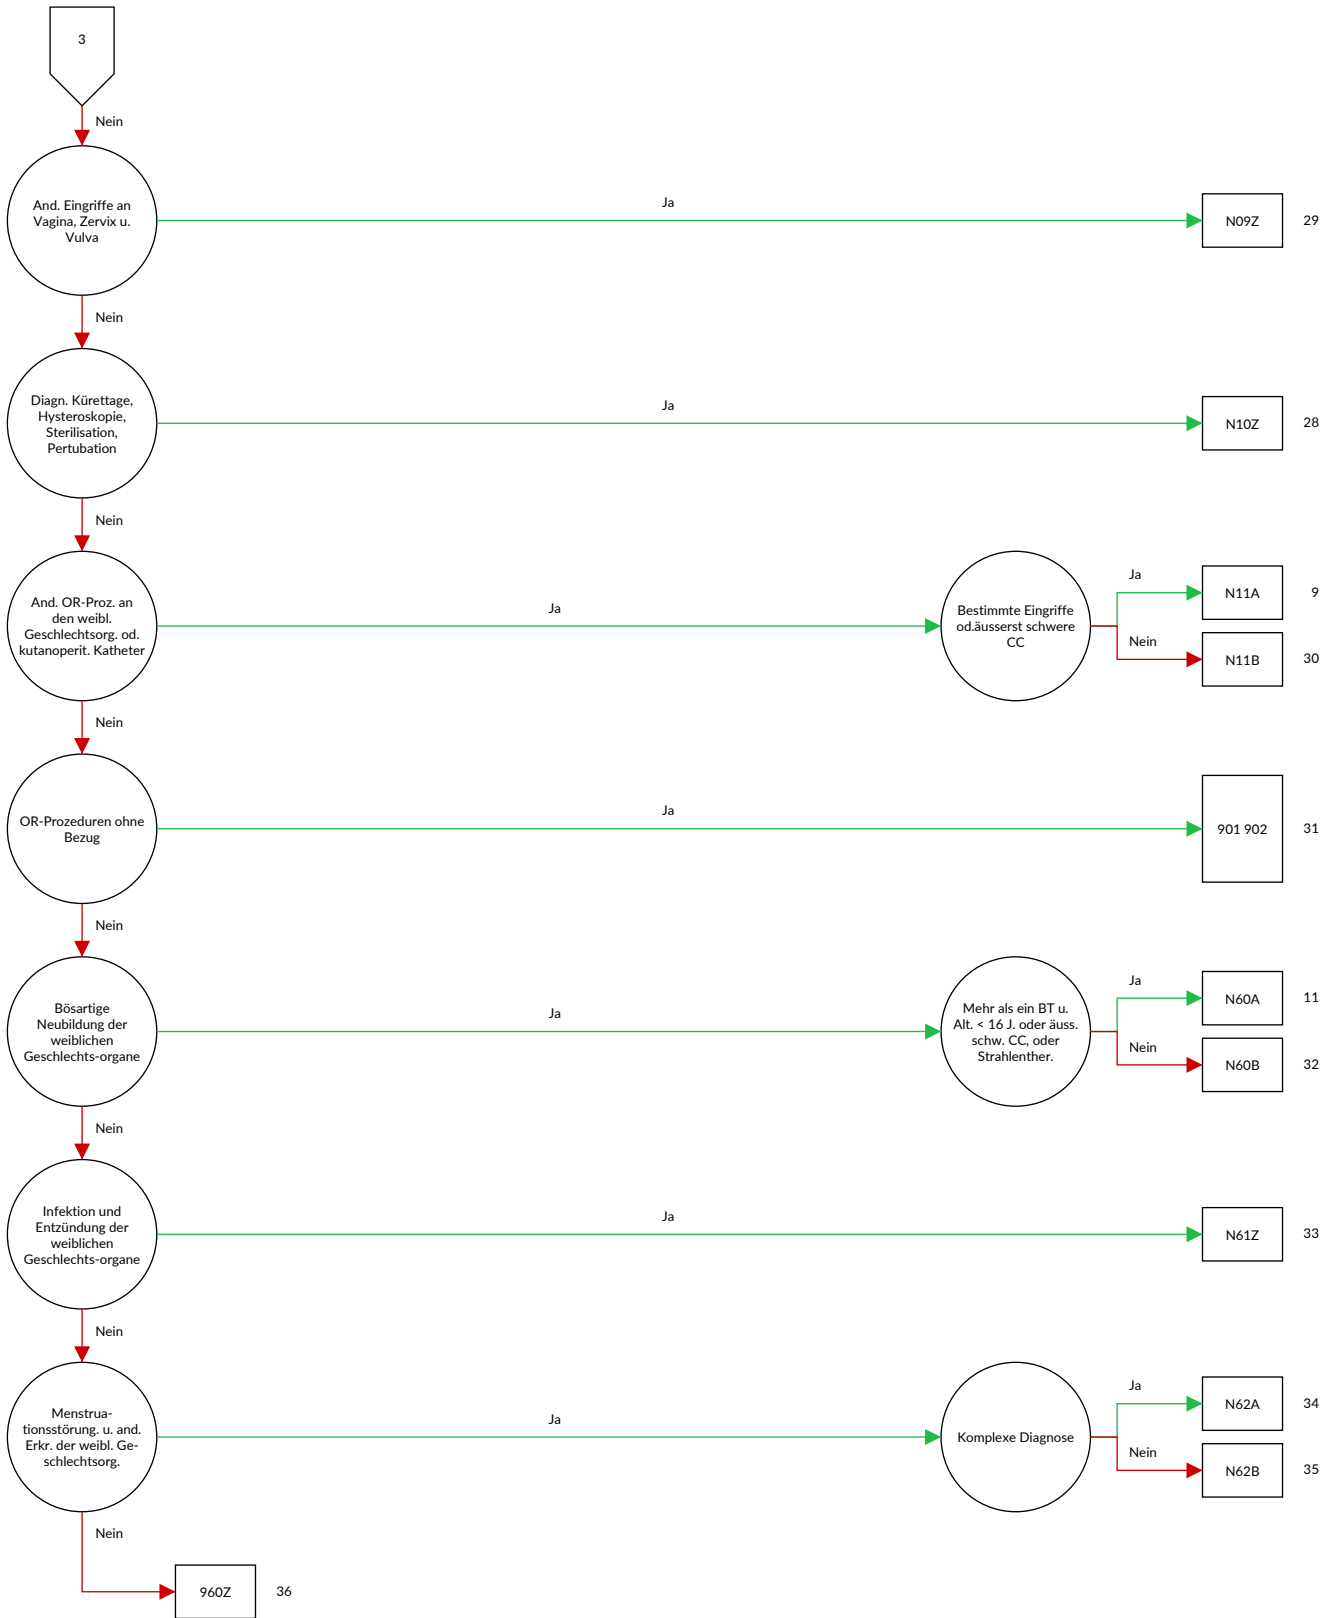 3
Nein
And. Eingriffe an
Vagina, Zervix u.
Vulva
Ja
N09Z
29
Nein
Diagn. Kürettage,
Hysteroskopie,
Sterilisation,
Pertubation
Ja
N10Z
28
Nein
And. OR-Proz. an
den weibl.
Geschlechtsorg. od.
kutanoperit. Katheter
Ja
Bestimmte Eingriffe
od.äusserst schwere
CC
Ja
N11A
9
Nein
N11B
30
Nein
OR-Prozeduren ohne
Bezug
Ja
901 902
31
Nein
Bösartige
Neubildung der
weiblichen
Geschlechts-organe
Ja
Mehr als ein BT u.
Alt. < 16 J. oder äuss.
schw. CC, oder
Strahlenther.
Ja
N60A
11
Nein
N60B
32
Nein
Infektion und
Entzündung der
weiblichen
Geschlechts-organe
Ja
N61Z
33
Nein
Menstrua-
tionsstörung. u. and.
Erkr. der weibl. Ge-
schlechtsorg.
Ja
Komplexe Diagnose
Ja
N62A
34
Nein
N62B
35
Nein
960Z
36